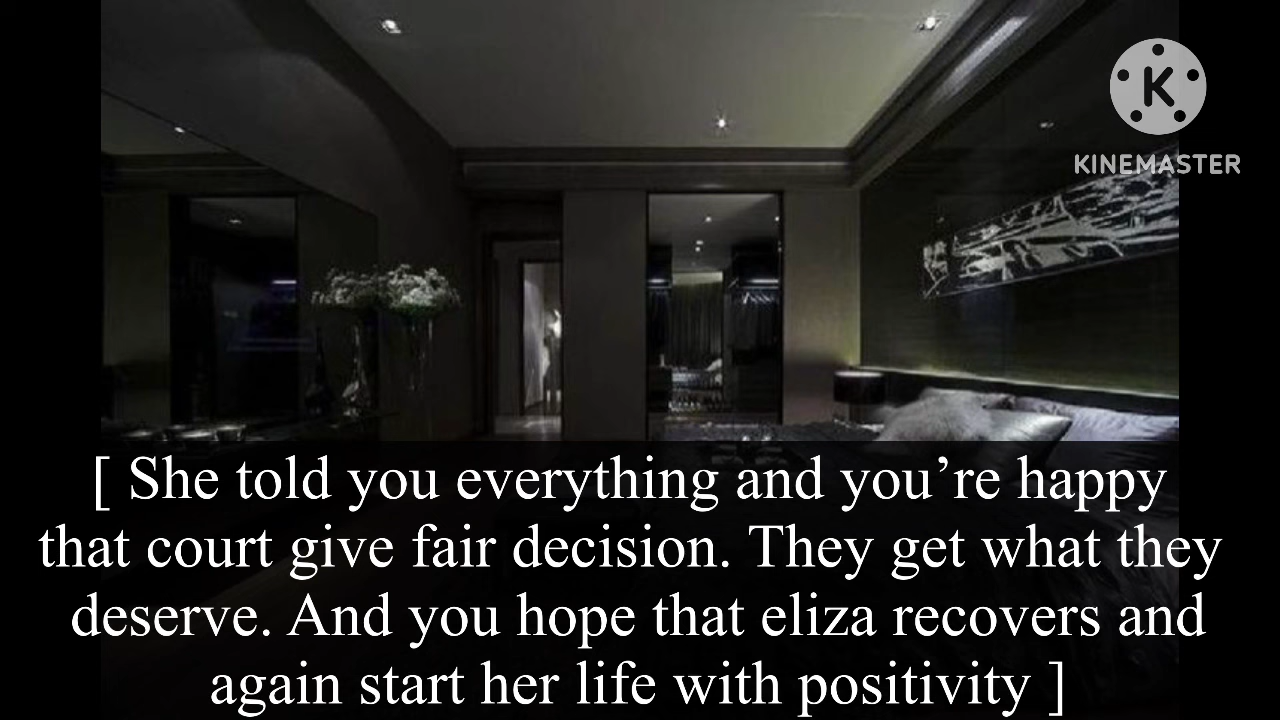 KINEMASTER
[ She told you everything and you’re happy
that court give fair decision. They get what they
deserve. And you hope that eliza recovers and
again start her life with positivity ]